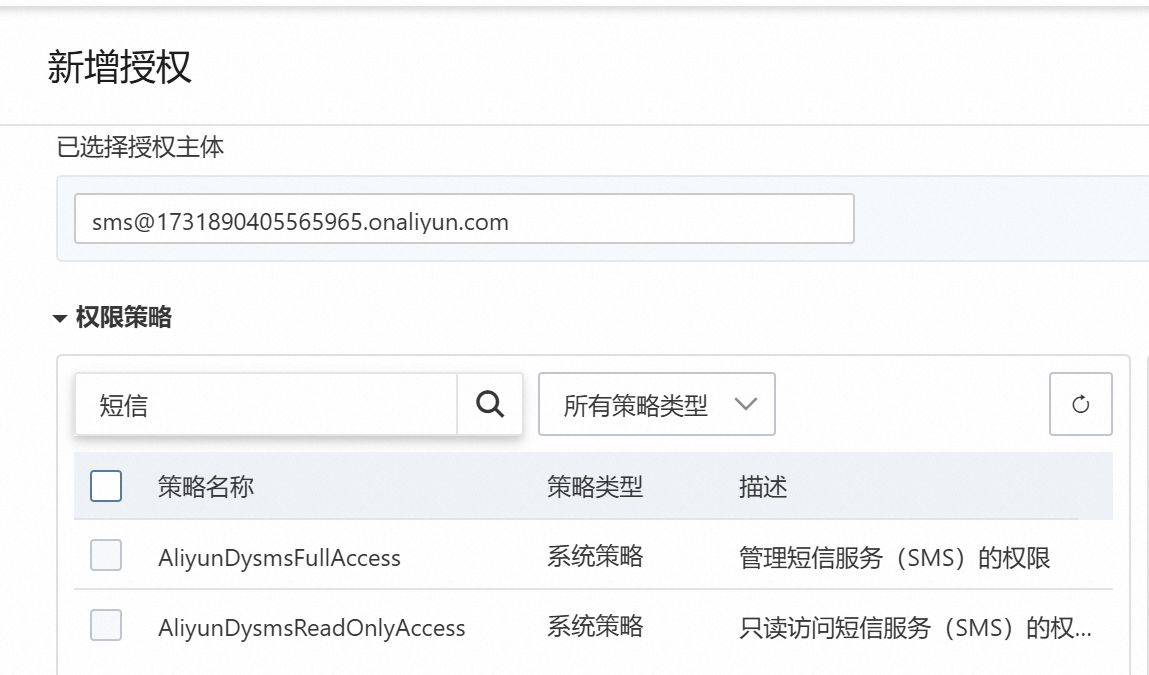 新增授权
已选择授权主体
sms@1731890405565965.onaliyun.com
权限策略
短信 所有策略类型
策略名称 策略类型 描述
AliyunDysmsFullAccess 系统策略 管理短信服务（SMS）的权限
AliyunDysmsReadOnlyAccess 系统策略 只读访问短信服务（SMS）的权...